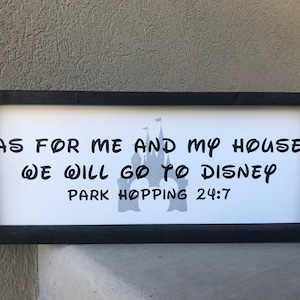 AS FOR ME AND MY HOUSE
WE WILL GO TO DISNEY
PARK HOPPING 24:7